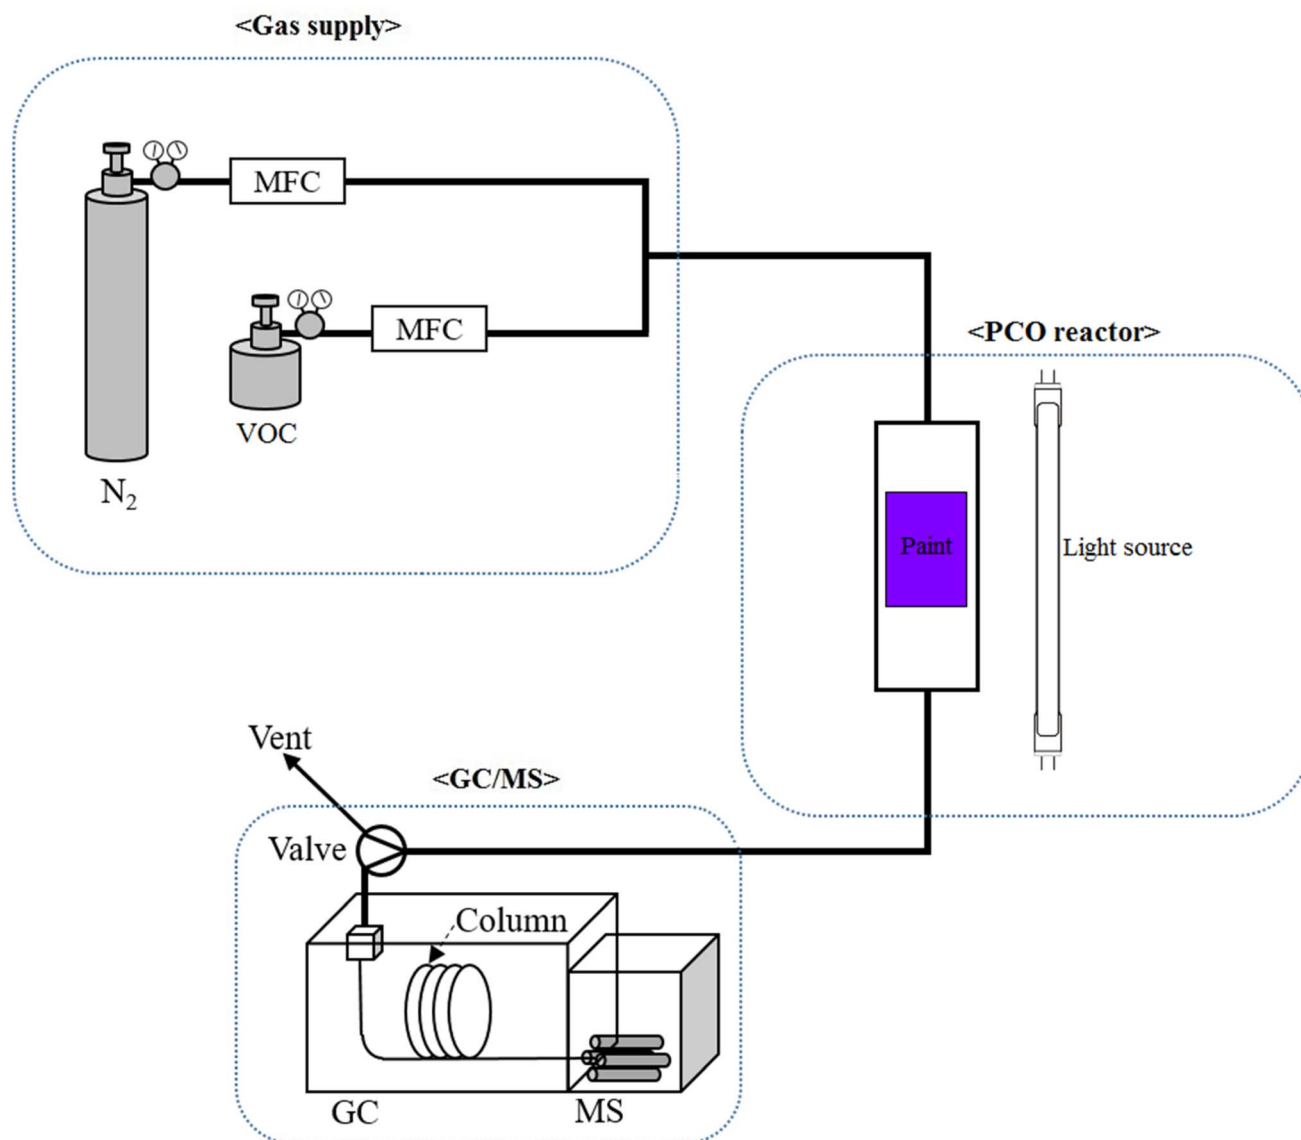 <Gas supply>
MFC
MFC
VOC
N₂
<PCO reactor>
Paint
Light source
Vent
<GC/MS>
Valve
Column
GC
MS